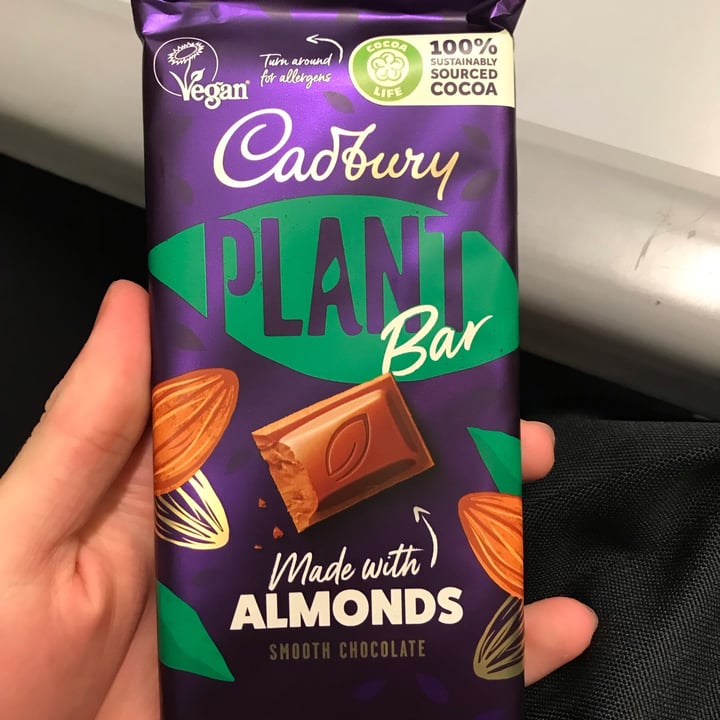 Vegan
Turn around
for allergens
COCOA
LIFE
100%
SUSTAINABLY
SOURCED
COCOA
Cadbury
PLANT
Bar
Made with
ALMONDS
SMOOTH CHOCOLATE